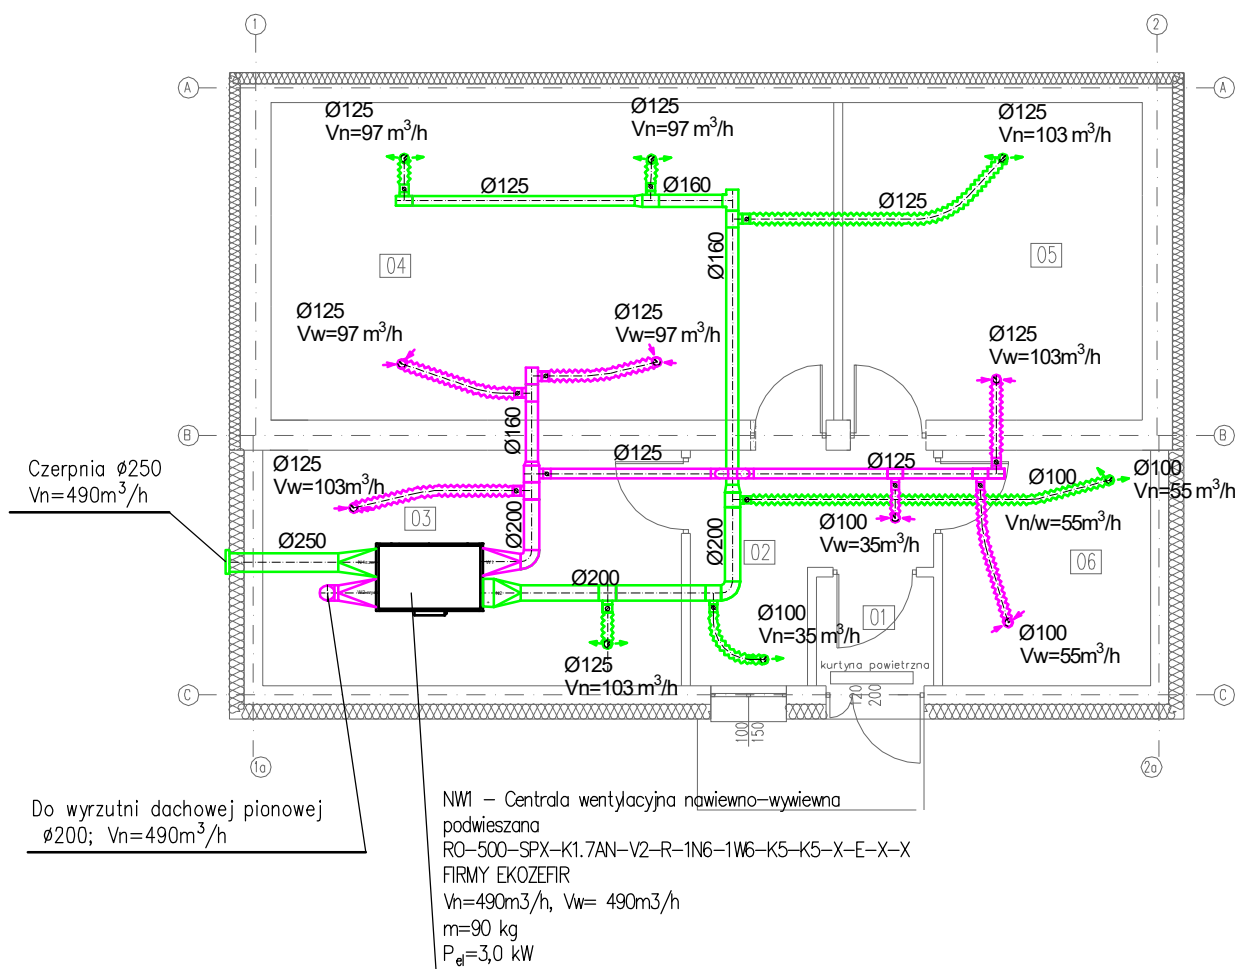 1
2
A
A
Ø125
Vn=97 m³/h
Ø125
Vn=97 m³/h
Ø125
Vn=103 m³/h
Ø125
Ø160
Ø125
Ø160
04
05
Ø125
Vw=97 m³/h
Ø125
Vw=97 m³/h
Ø125
Vw=103m³/h
Ø160
B
B
Ø125
Ø125
Czerpnia ø250
Vn=490m³/h
Ø125
Vw=103m³/h
Ø100
Ø100
Vn=55 m³/h
03
Ø200
Ø200
Ø100
Vw=35m³/h
Vn/w=55m³/h
Ø250
02
06
Ø200
01
Ø100
Vn=35 m³/h
Ø100
Vw=55m³/h
Ø125
Vn=103 m³/h
kurtyna powietrzna
120
200
C
C
100
150
1a
2a
Do wyrzutni dachowej pionowej
ø200; Vn=490m³/h
NW1 – Centrala wentylacyjna nawiewno–wywiewna
podwieszana
RO–500–SPX–K1.7AN–V2–R–1N6–1W6–K5–K5–X–E–X–X
FIRMY EKOZEFIR
Vn=490m3/h, Vw= 490m3/h
m=90 kg
Pel=3,0 kW